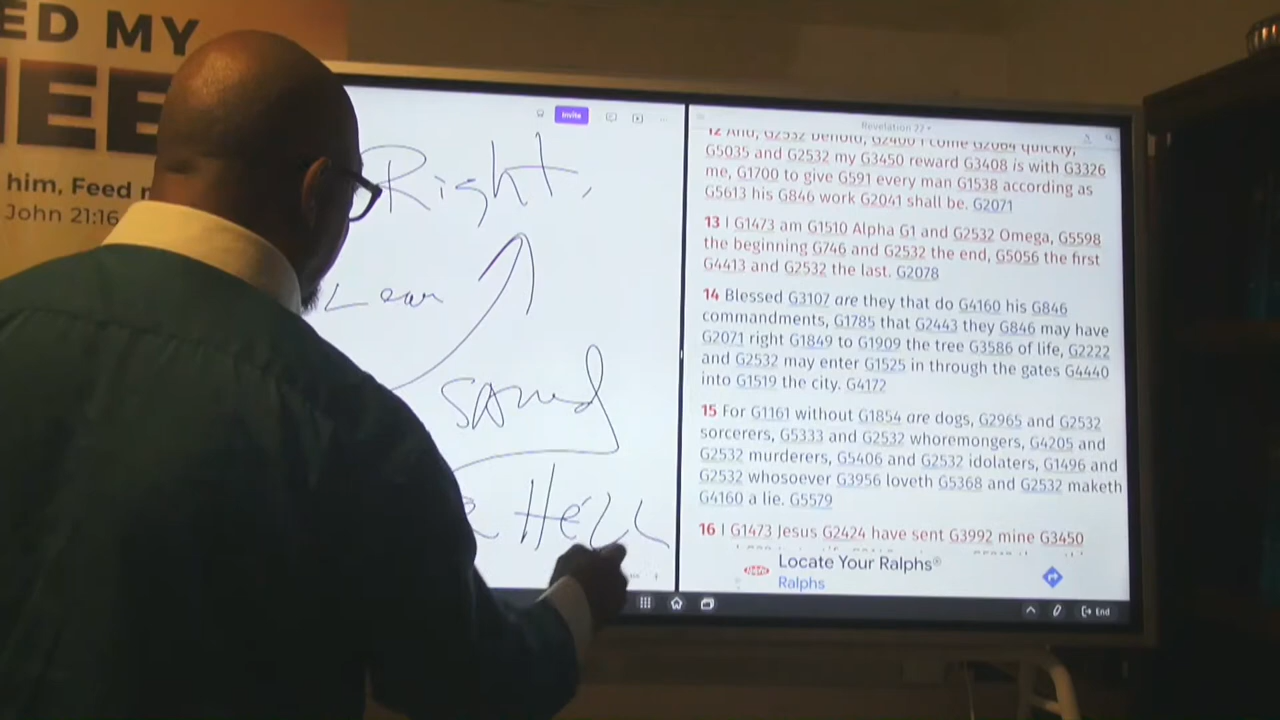 ED MY
HEE
him, Feed m
John 21:16
Invite
Right,
Lear
saved
Hell
Revelation 22
12 And, G2532 behold, G2400 I come G2064 quickly,
G5035 and G2532 my G3450 reward G3408 is with G3326
me, G1700 to give G591 every man G1538 according as
G5613 his G846 work G2041 shall be. G2071
13 I G1473 am G1510 Alpha G1 and G2532 Omega, G5598
the beginning G746 and G2532 the end, G5056 the first
G4413 and G2532 the last. G2078
14 Blessed G3107 are they that do G4160 his G846
commandments, G1785 that G2443 they G846 may have
G2071 right G1849 to G1909 the tree G3586 of life, G2222
and G2532 may enter G1525 in through the gates G4440
into G1519 the city. G4172
15 For G1161 without G1854 are dogs, G2965 and G2532
sorcerers, G5333 and G2532 whoremongers, G4205 and
G2532 murderers, G5406 and G2532 idolaters, G1496 and
G2532 whosoever G3956 loveth G5368 and G2532 maketh
G4160 a lie. G5579
16 I G1473 Jesus G2424 have sent G3992 mine G3450
Locate Your Ralphs®
Ralphs
End